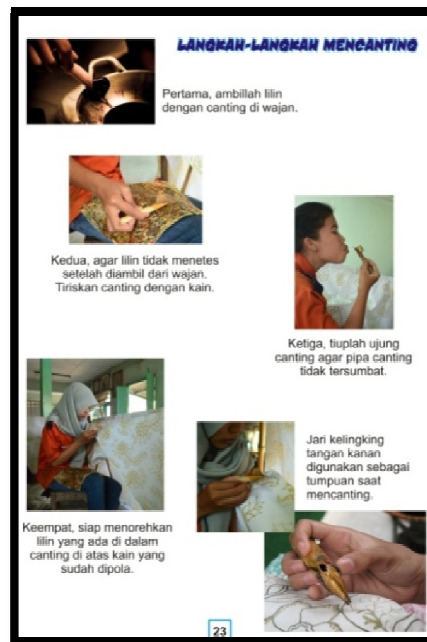 LANGKAH-LANGKAH MENCANTING
Pertama, ambillah lilin
dengan canting di wajan.
Kedua, agar lilin tidak menetes
setelah diambil dari wajan.
Tiriskan canting dengan kain.
Ketiga, tiuplah ujung
canting agar pipa canting
tidak tersumbat.
Keempat, siap menorehkan
lilin yang ada di dalam
canting di atas kain yang
sudah dipola.
Jari kelingking
tangan kanan
digunakan sebagai
tumpuan saat
mencanting.
23